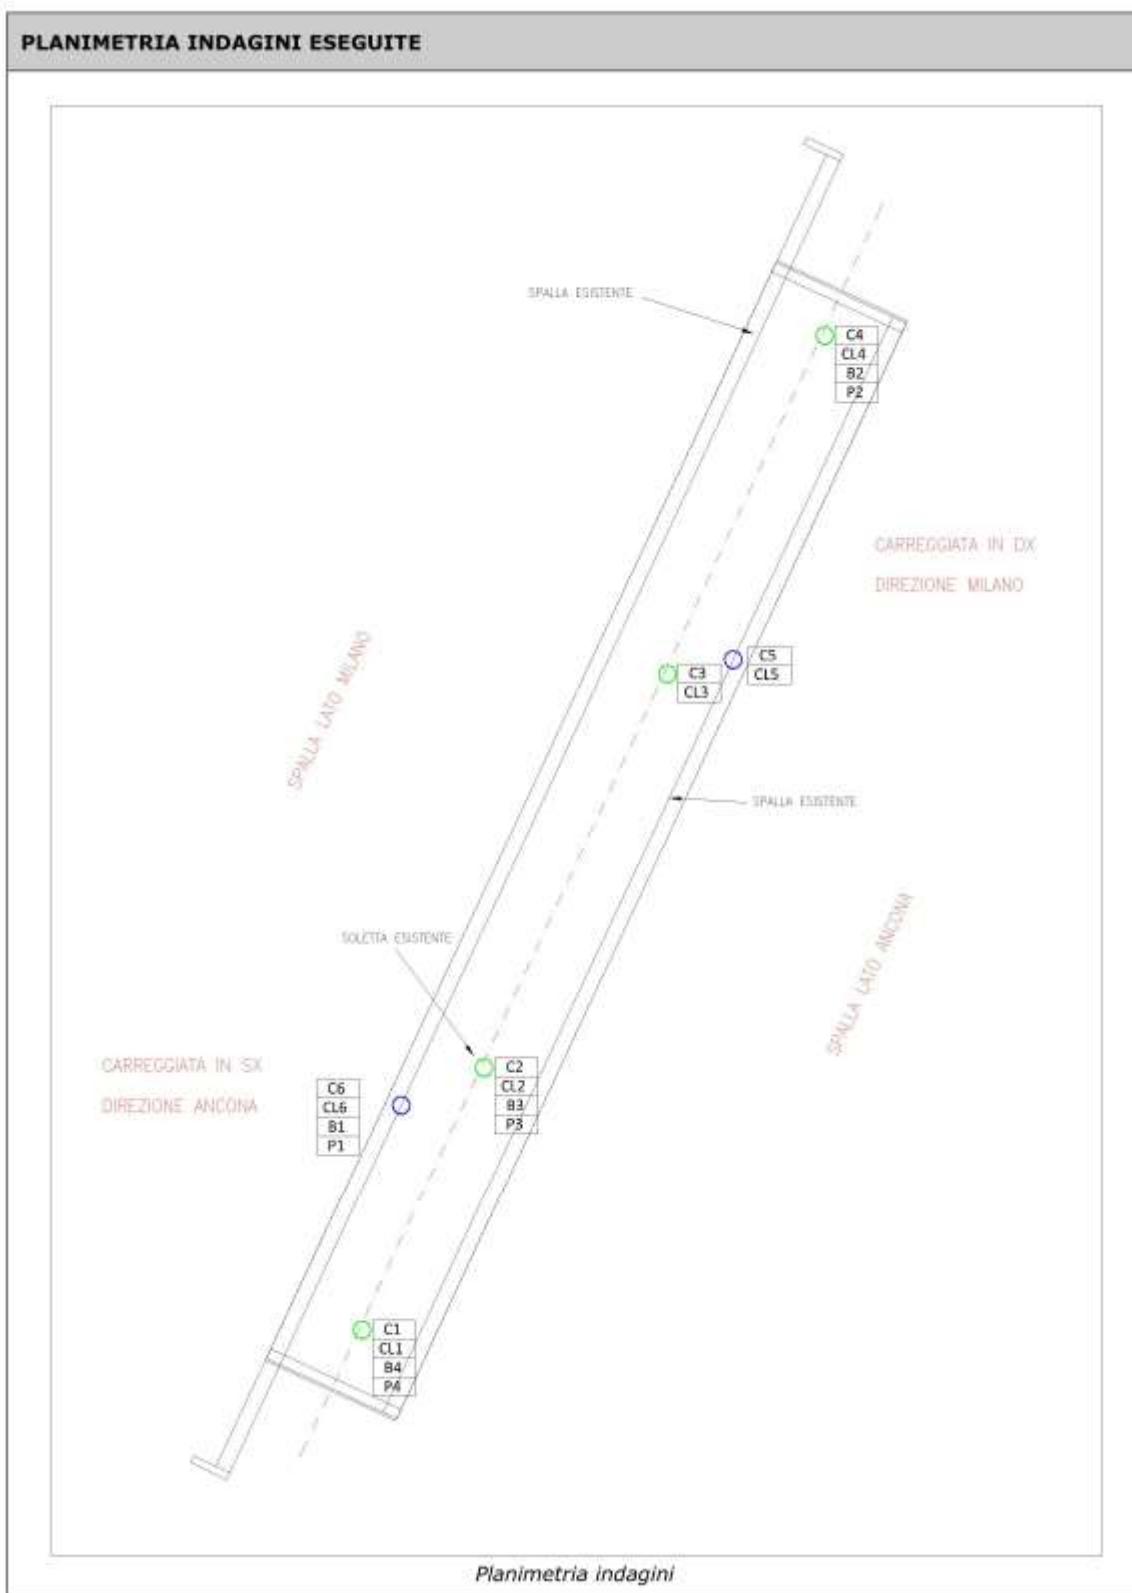 PLANIMETRIA INDAGINI ESEGUITE
SPALLA ESISTENTE
C4
CL4
B2
P2
CARREGGIATA IN DX
DIREZIONE MILANO
SPALLA LATO MILANO
C5
CL5
C3
CL3
SPALLA ESISTENTE
SPALLA LATO ANCONA
SOLETTA ESISTENTE
CARREGGIATA IN SX
DIREZIONE ANCONA
C2
CL2
B3
P3
C6
CL6
B1
P1
C1
CL1
B4
P4
Planimetria indagini